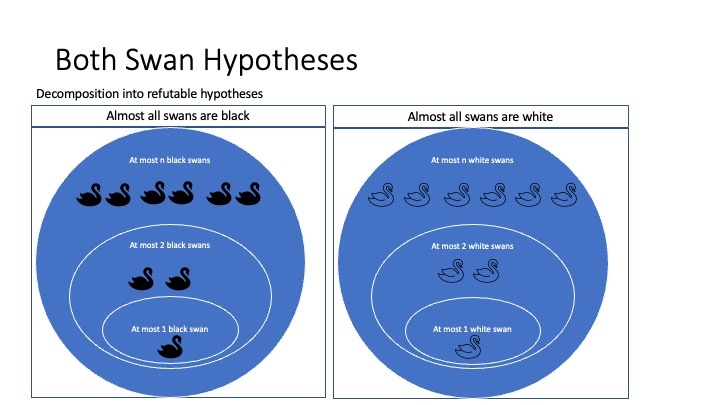 Both Swan Hypotheses
Decomposition into refutable hypotheses
Almost all swans are black
At most n black swans
At most 2 black swans
At most 1 black swan
Almost all swans are white
At most n white swans
At most 2 white swans
At most 1 white swan